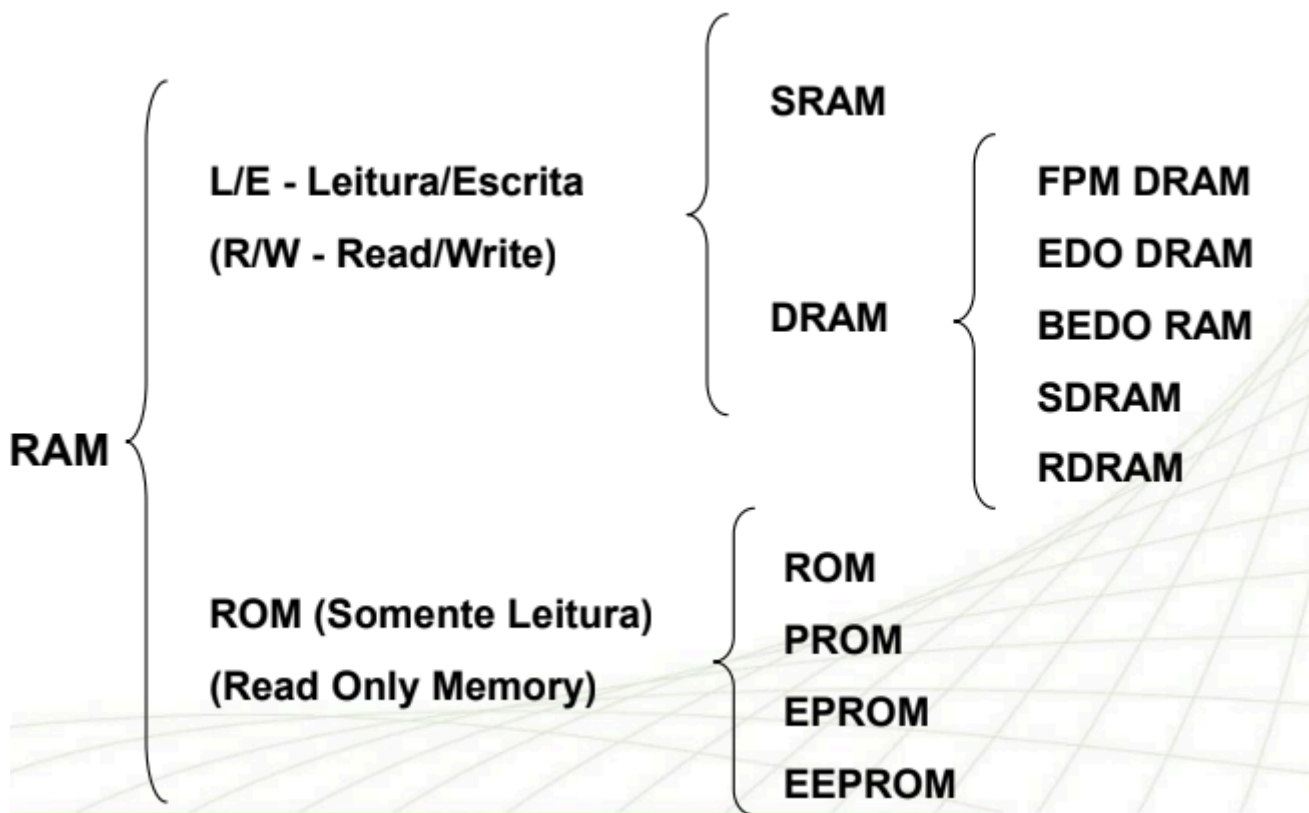 RAM
L/E - Leitura/Escrita
(R/W - Read/Write)
SRAM
DRAM
FPM DRAM
EDO DRAM
BEDO RAM
SDRAM
RDRAM
ROM (Somente Leitura)
(Read Only Memory)
ROM
PROM
EPROM
EEPROM